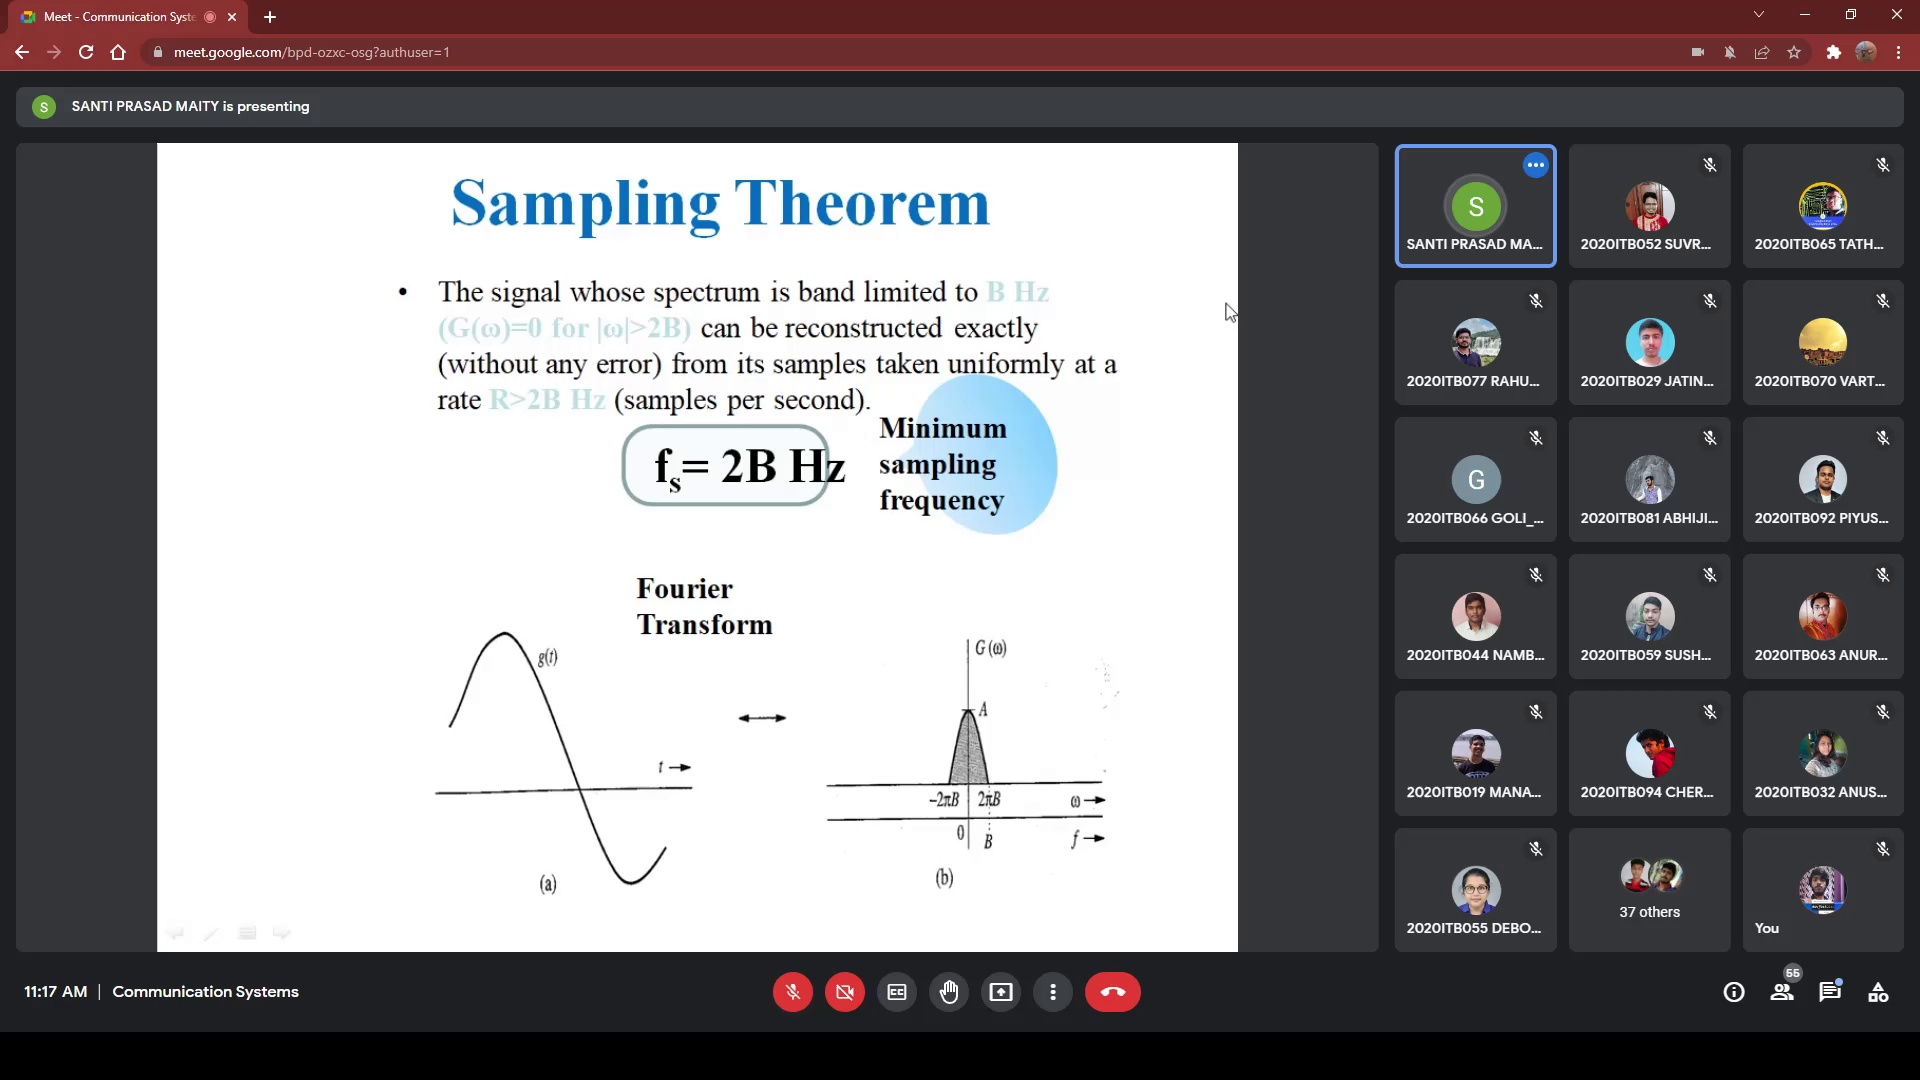 Meet - Communication Syste
meet.google.com/bpd-ozxc-osg?authuser=1
S
SANTI PRASAD MAITY is presenting
Sampling Theorem
• The signal whose spectrum is band limited to B Hz
(G(ω)=0 for |ω|>2B) can be reconstructed exactly
(without any error) from its samples taken uniformly at a
rate R>2B Hz (samples per second).
fs= 2B Hz
Minimum
sampling
frequency
Fourier
Transform
g(t)
t
(a)
G (ω)
A
−2πB
2πB
ω
0
B
f
(b)
S
SANTI PRASAD MA...
2020ITB052 SUVR...
2020ITB065 TATH...
2020ITB077 RAHU...
2020ITB029 JATIN...
2020ITB070 VART...
G
2020ITB066 GOLI_...
2020ITB081 ABHIJI...
2020ITB092 PIYUS...
2020ITB044 NAMB...
2020ITB059 SUSH...
2020ITB063 ANUR...
2020ITB019 MANA...
2020ITB094 CHER...
2020ITB032 ANUS...
2020ITB055 DEBO...
37 others
You
11:17 AM | Communication Systems
CC
55